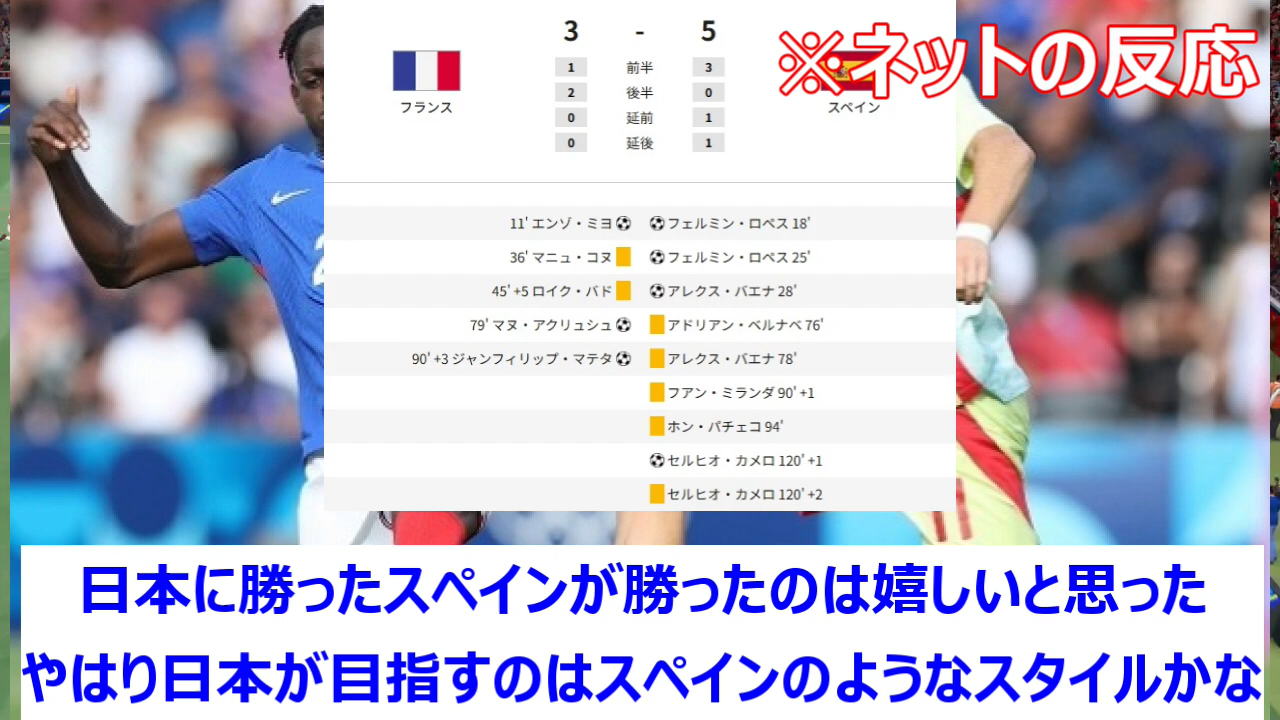 3 - 5
※ネットの反応
フランス
スペイン
1 前半 3
2 後半 0
0 延前 1
0 延後 1
11' エンゾ・ミヨ フェルミン・ロペス 18'
36' マニュ・コヌ フェルミン・ロペス 25'
45' +5 ロイク・バド アレクス・バエナ 28'
79' マヌ・アクリュシュ アドリアン・ベルナベ 76'
90' +3 ジャンフィリップ・マテタ アレクス・バエナ 78'
フアン・ミランダ 90' +1
ホン・パチェコ 94'
セルヒオ・カメロ 120' +1
セルヒオ・カメロ 120' +2
日本に勝ったスペインが勝ったのは嬉しいと思った
やはり日本が目指すのはスペインのようなスタイルかな